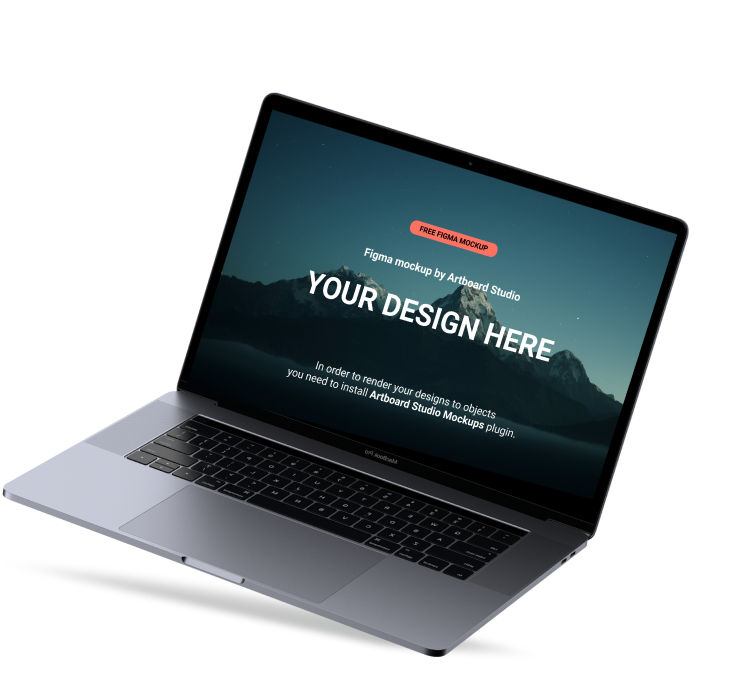 FREE FIGMA MOCKUP
Figma mockup by Artboard Studio
YOUR DESIGN HERE
In order to render your designs to objects
you need to install Artboard Studio Mockups plugin.
MacBook Pro